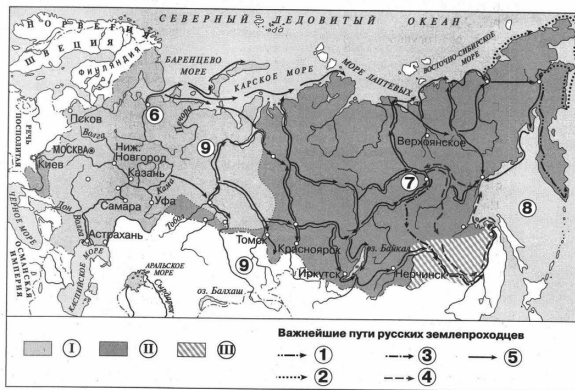 СЕВЕРНЫЙ ЛЕДОВИТЫЙ ОКЕАН
НОРВЕГИЯ
ШВЕЦИЯ
Финляндия
БАРЕНЦЕВО МОРЕ
КАРСКОЕ МОРЕ
МОРЕ ЛАПТЕВЫХ
ВОСТОЧНО-СИБИРСКОЕ МОРЕ
РЕЧЬ ПОСПОЛИТАЯ
Псков
6
Печора
9
Верхоянское
Волга
МОСКВА
Ниж. Новгород
Киев
Казань
Кама
7
8
Дон
Самара
Уфа
Тобол
Волга
Астрахань
Томск
Красноярск
оз. Байкал
ЧЕРНОЕ МОРЕ
ОСМАНСКАЯ ИМПЕРИЯ
КАСПИЙСКОЕ МОРЕ
АРАЛЬСКОЕ МОРЕ
Сырдарья
9
оз. Балхаш
Иркутск
Нерчинск
Важнейшие пути русских землепроходцев
I II III
1 3 5
2 4